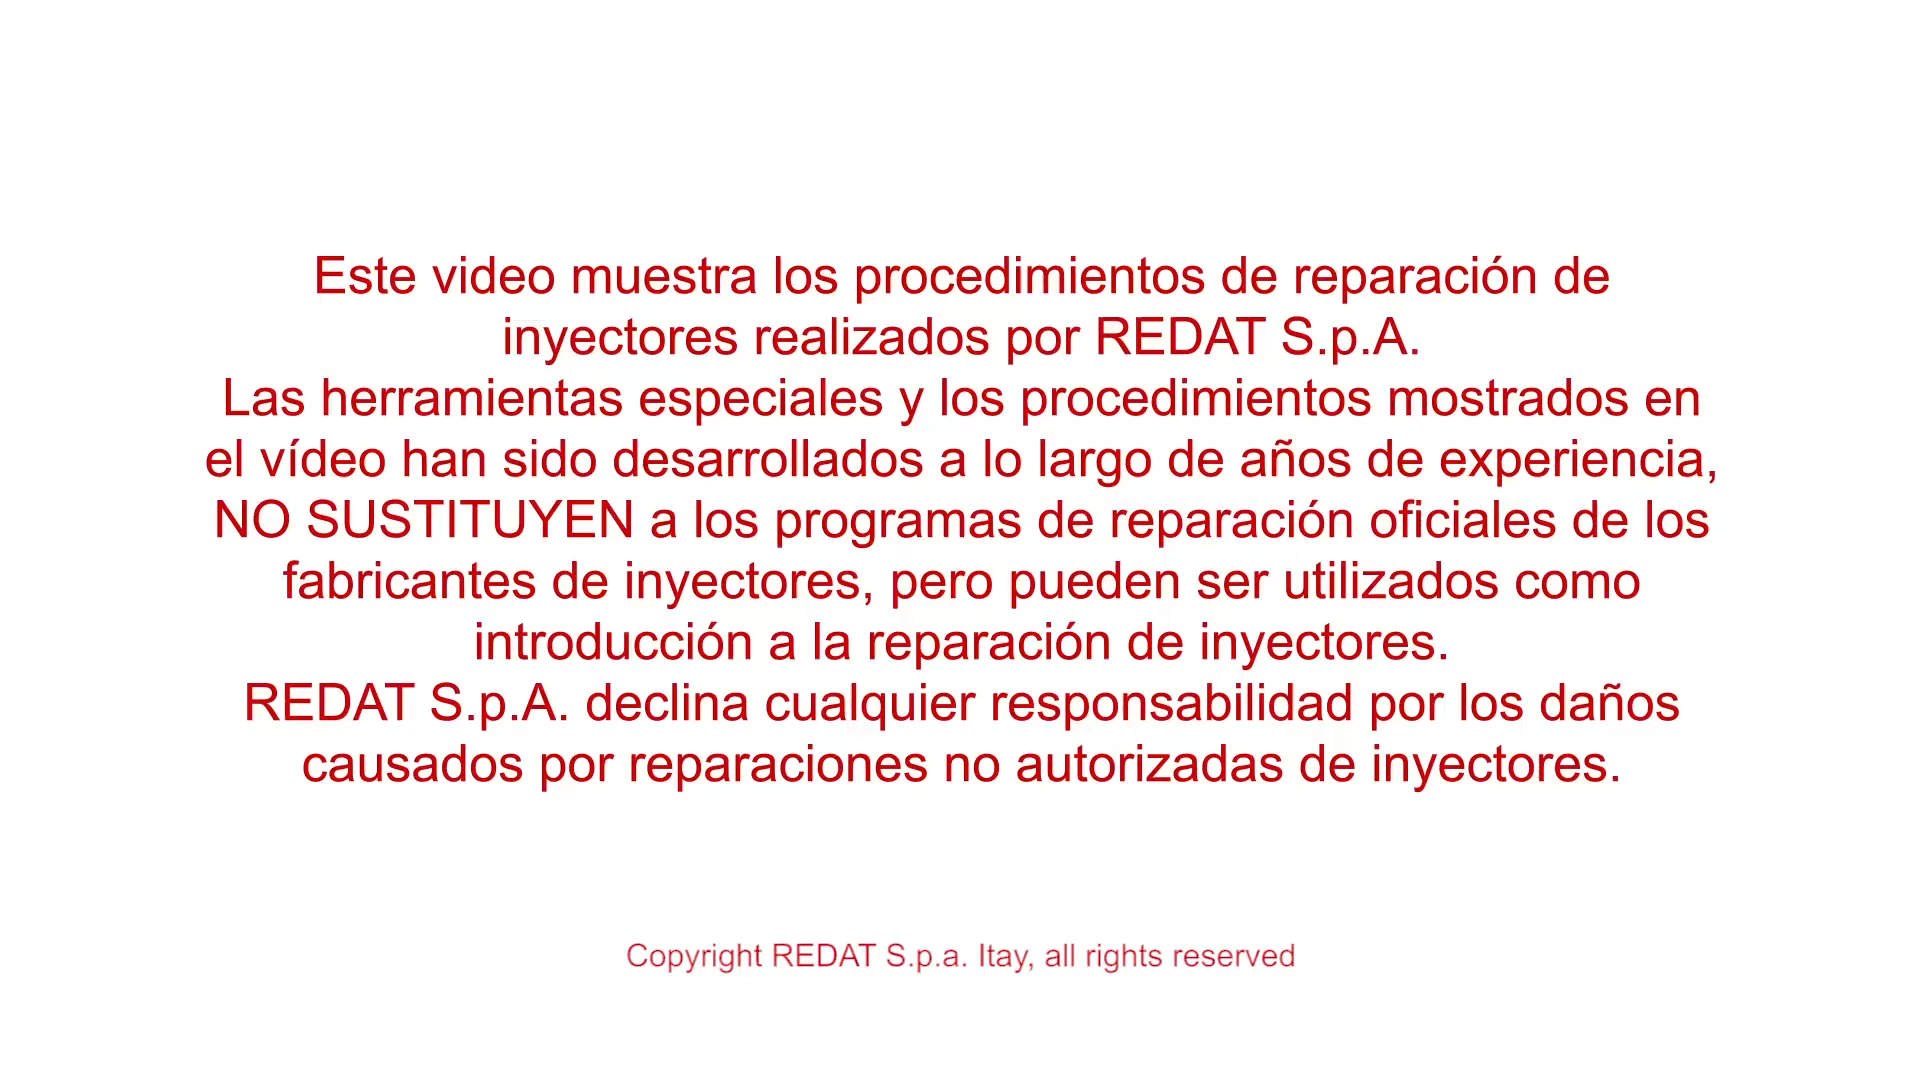 Este video muestra los procedimientos de reparación de
inyectores realizados por REDAT S.p.A.
Las herramientas especiales y los procedimientos mostrados en
el vídeo han sido desarrollados a lo largo de años de experiencia,
NO SUSTITUYEN a los programas de reparación oficiales de los
fabricantes de inyectores, pero pueden ser utilizados como
introducción a la reparación de inyectores.
REDAT S.p.A. declina cualquier responsabilidad por los daños
causados por reparaciones no autorizadas de inyectores.
Copyright REDAT S.p.a. Itay, all rights reserved